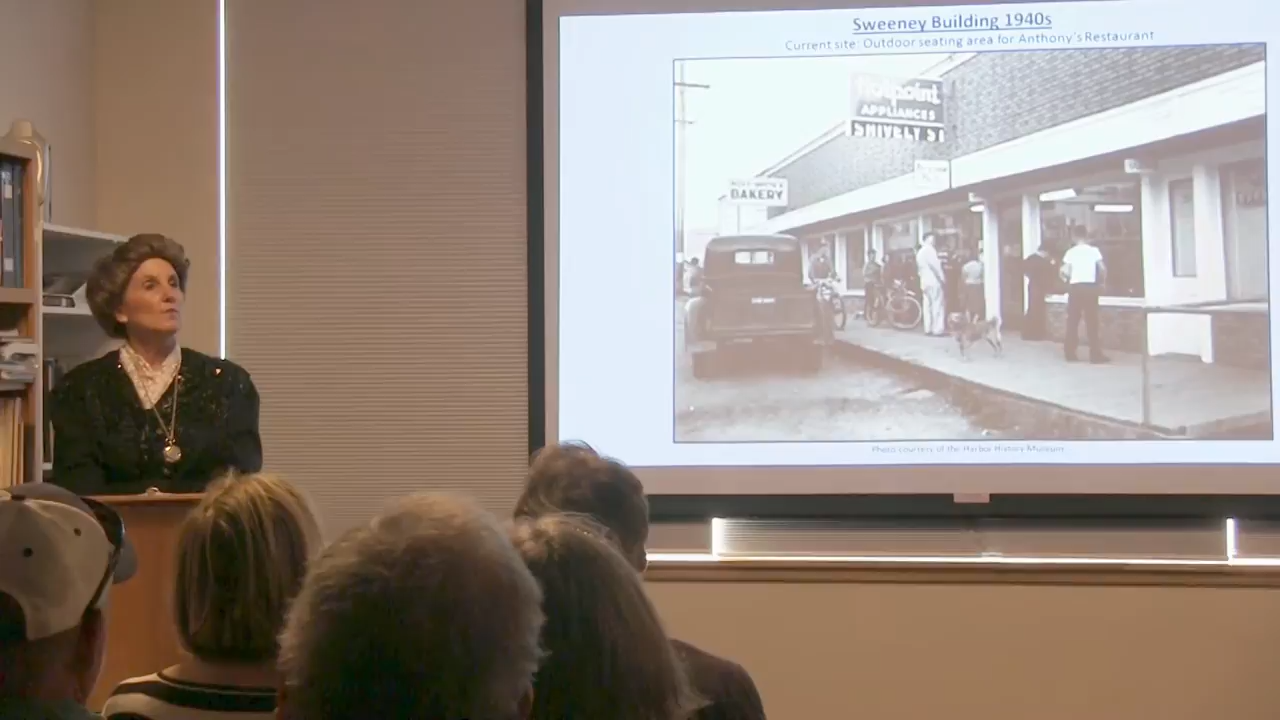 Sweeney Building 1940s
Current site: Outdoor seating area for Anthony's Restaurant
Hotpoint
APPLIANCES
SHIVELY'S
BAKERY
Photo courtesy of the Harbor History Museum